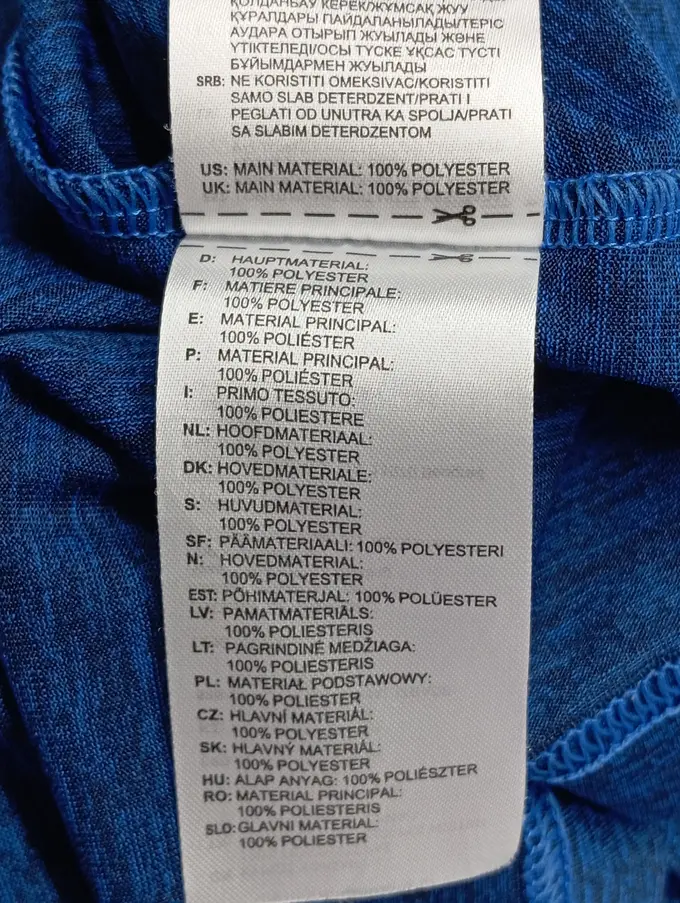 ҚОЛДАНБАУ КЕРЕК/ЖҰМСАҚ ЖУУ
ҚҰРАЛДАРЫ ПАЙДАЛАНЫЛАДЫ/ТЕРІС
АУДАРА ОТЫРЫП ЖУЫЛАДЫ ЖӘНЕ
ҮТІКТЕЛЕДІ/ОСЫ ТҮСКЕ ҰҚСАС ТҮСТІ
БҰЙЫМДАРМЕН ЖУЫЛАДЫ
SRB: NE KORISTITI OMEKSIVAC/KORISTITI
SAMO SLAB DETERDZENT/PRATI I
PEGLATI OD UNUTRA KA SPOLJA/PRATI
SA SLABIM DETERDZENTOM
US: MAIN MATERIAL: 100% POLYESTER
UK: MAIN MATERIAL: 100% POLYESTER
D: HAUPTMATERIAL:
100% POLYESTER
F: MATIERE PRINCIPALE:
100% POLYESTER
E: MATERIAL PRINCIPAL:
100% POLIÉSTER
P: MATERIAL PRINCIPAL:
100% POLIÉSTER
I: PRIMO TESSUTO:
100% POLIESTERE
NL: HOOFDMATERIAAL:
100% POLYESTER
DK: HOVEDMATERIALE:
100% POLYESTER
S: HUVUDMATERIAL:
100% POLYESTER
SF: PÄÄMATERIAALI: 100% POLYESTERI
N: HOVEDMATERIAL:
100% POLYESTER
EST: PÕHIMATERJAL: 100% POLÜESTER
LV: PAMATMATERIĀLS:
100% POLIESTERIS
LT: PAGRINDINĖ MEDŽIAGA:
100% POLIESTERIS
PL: MATERIAŁ PODSTAWOWY:
100% POLIESTER
CZ: HLAVNÍ MATERIÁL:
100% POLYESTER
SK: HLAVNÝ MATERIÁL:
100% POLYESTER
HU: ALAP ANYAG: 100% POLIÉSZTER
RO: MATERIAL PRINCIPAL:
100% POLIESTERIS
SLO: GLAVNI MATERIAL:
100% POLIESTER